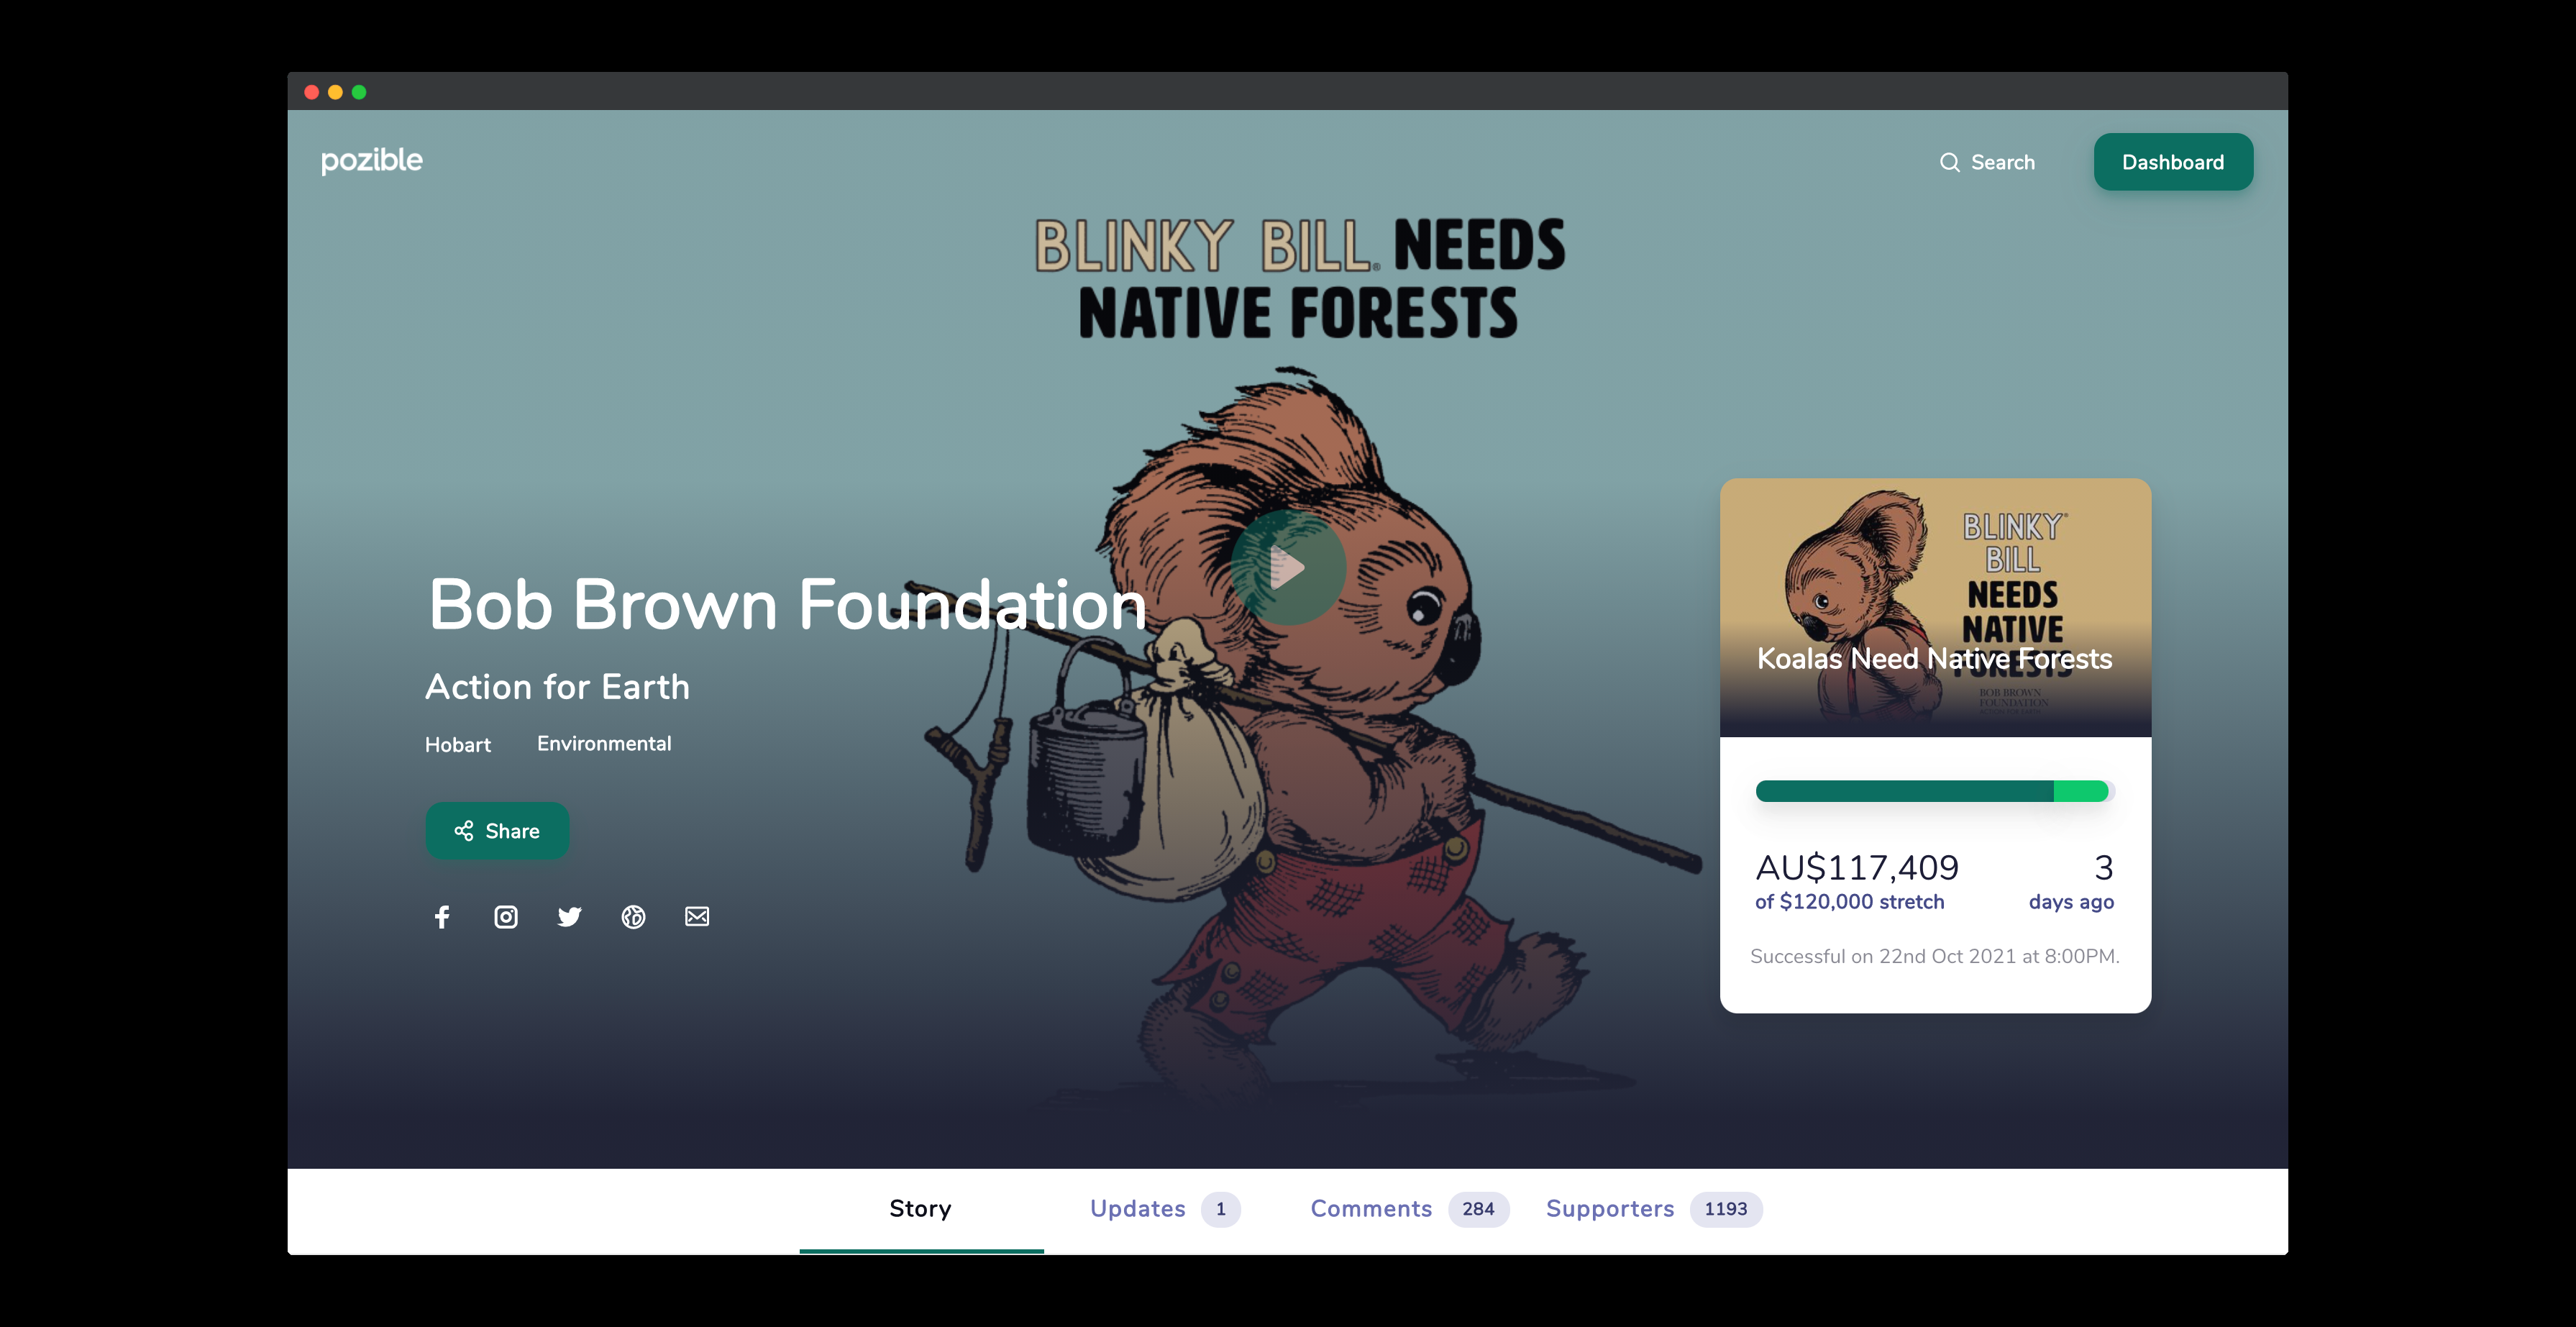 pozible
Search
Dashboard
BLINKY BILL® NEEDS
NATIVE FORESTS
Bob Brown Foundation
Action for Earth
Hobart
Environmental
Share
BLINKY®
BILL
NEEDS
NATIVE
FORESTS
BOB BROWN
FOUNDATION
Koalas Need Native Forests
AU$117,409
of $120,000 stretch
3
days ago
Successful on 22nd Oct 2021 at 8:00PM.
Story
Updates 1
Comments 284
Supporters 1193